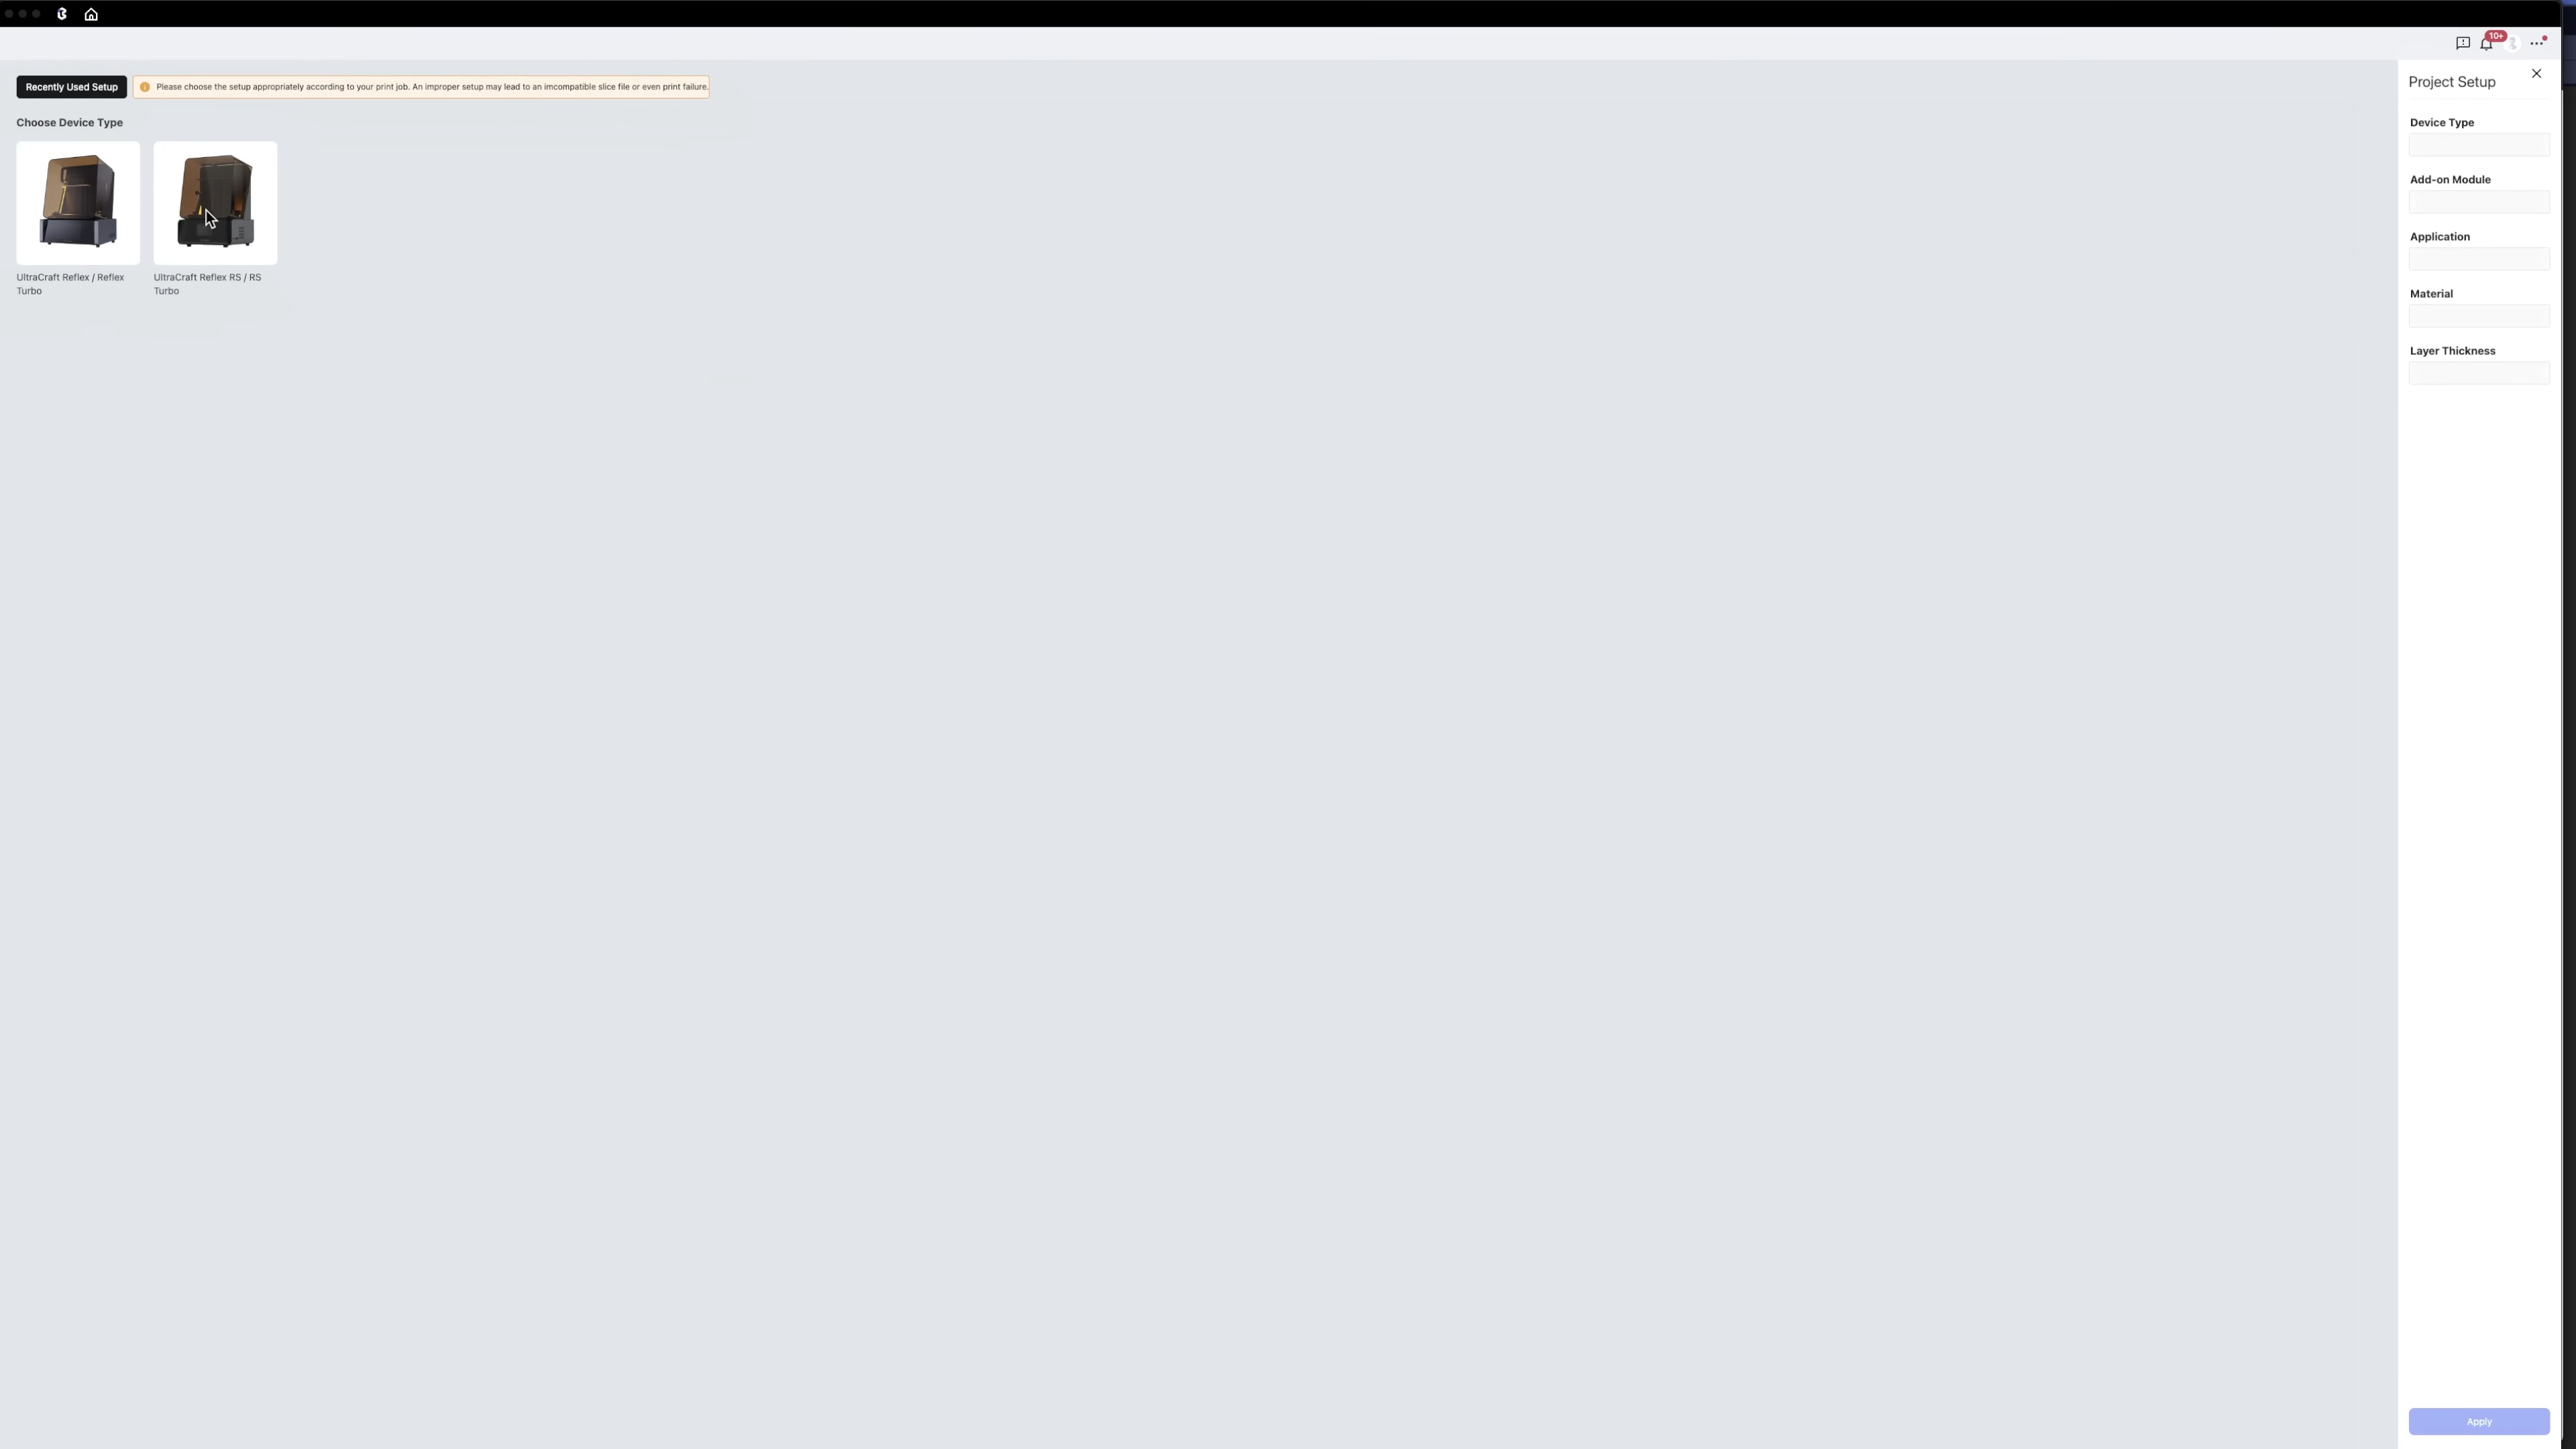 10+
Recently Used Setup
Please choose the setup appropriately according to your print job. An improper setup may lead to an imcompatible slice file or even print failure.
Project Setup
Choose Device Type
UltraCraft Reflex / Reflex
Turbo
UltraCraft Reflex RS / RS
Turbo
Device Type
Add-on Module
Application
Material
Layer Thickness
Apply